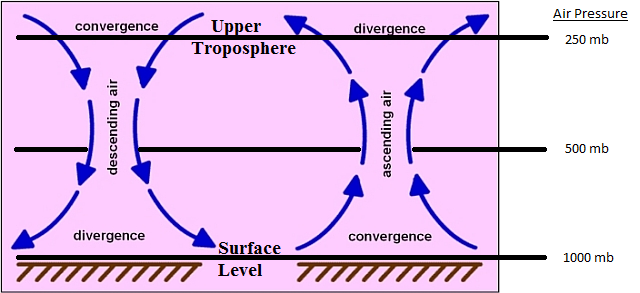 Air Pressure
convergence
Upper
Troposphere
divergence
250 mb
descending air
ascending air
500 mb
divergence
Surface
Level
convergence
1000 mb